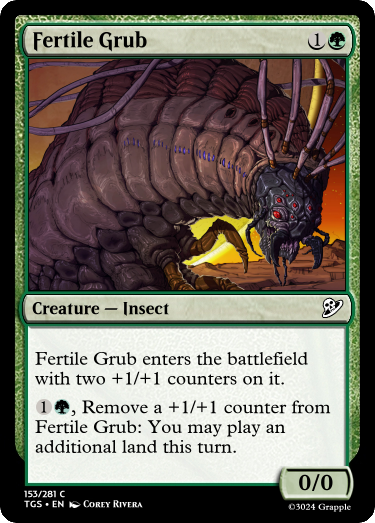 Fertile Grub 1
Creature — Insect
Fertile Grub enters the battlefield
with two +1/+1 counters on it.
1, Remove a +1/+1 counter from
Fertile Grub: You may play an
additional land this turn.
0/0
153/281 C
TGS • EN Corey Rivera
©3024 Grapple